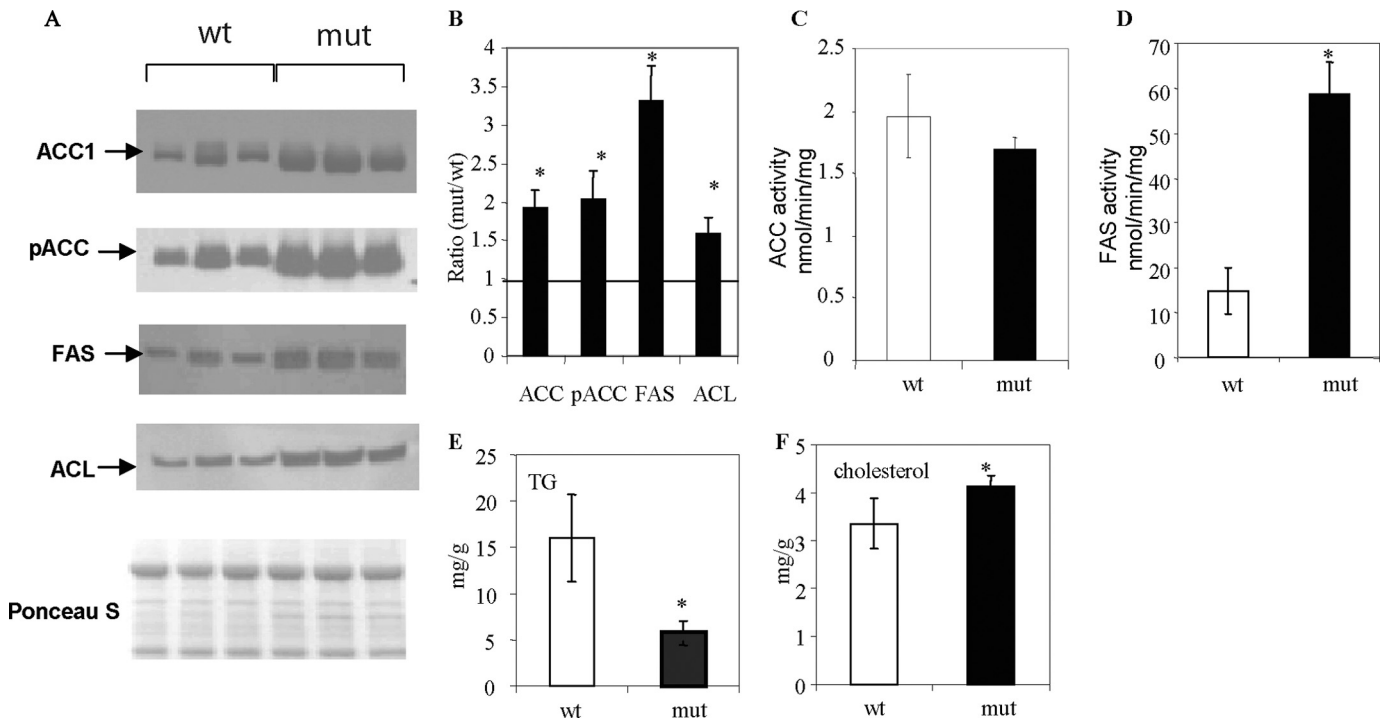 A
wt mut
ACC1
pACC
FAS
ACL
Ponceau S
B
Ratio (mut/wt)
4
3.5
3
2.5
2
1.5
1
0.5
0
* * * *
ACC pACC FAS ACL
C
ACC activity
nmol/min/mg
2.5
2
1.5
1
0.5
0
wt mut
D
FAS activity
nmol/min/mg
70
60
50
40
30
20
10
0
*
wt mut
E
TG
mg/g
25
20
15
10
5
0
*
wt mut
F
cholesterol
mg/g
5
4
3
2
1
0
*
wt mut